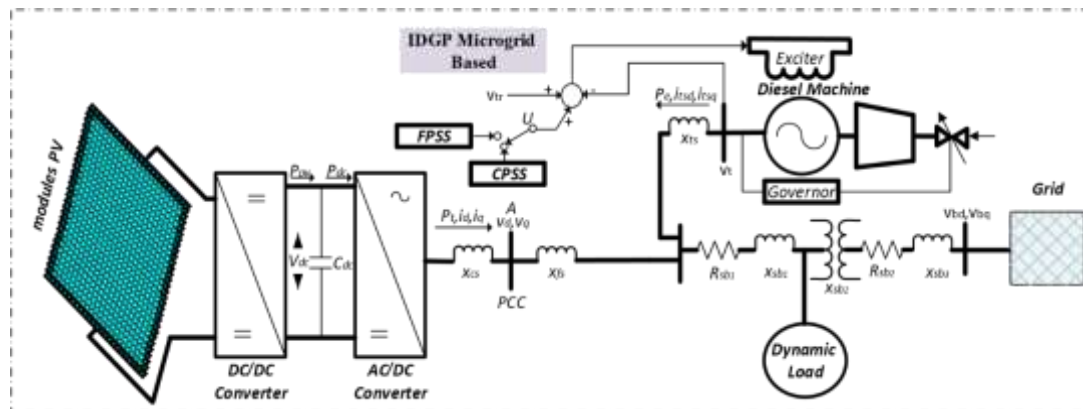 IDGP Microgrid
Based
Exciter
Diesel Machine
Vtr
+
-
+
U
FPSS
CPSS
Pe,itsd,itsq
Xts
Vt
Governor
Grid
modules PV
Pdc
Vdc
Cdc
Pt,id,iq
A
Vd,Vq
Xcs
Xfs
PCC
Rsb1
Xsb1
Xsb2
Rsb2
Xsb3
Vbd,Vbq
Dynamic
Load
DC/DC
Converter
AC/DC
Converter